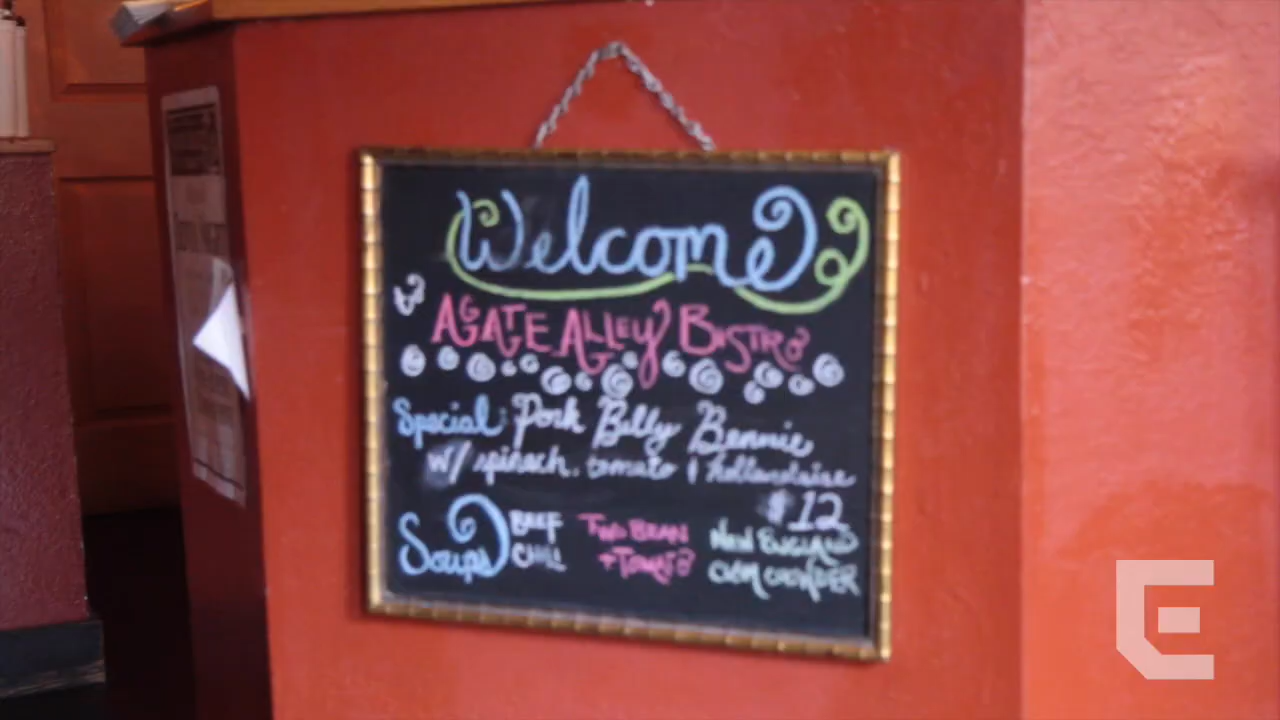 Welcome
AGATE ALLEY BISTRO
Special: Pork Belly Bennie
w/ spinach, tomato & hollandaise
$12
Soups BEEF CHILI TWO BEAN + TOMATO NEW ENGLAND CLAM CHOWDER